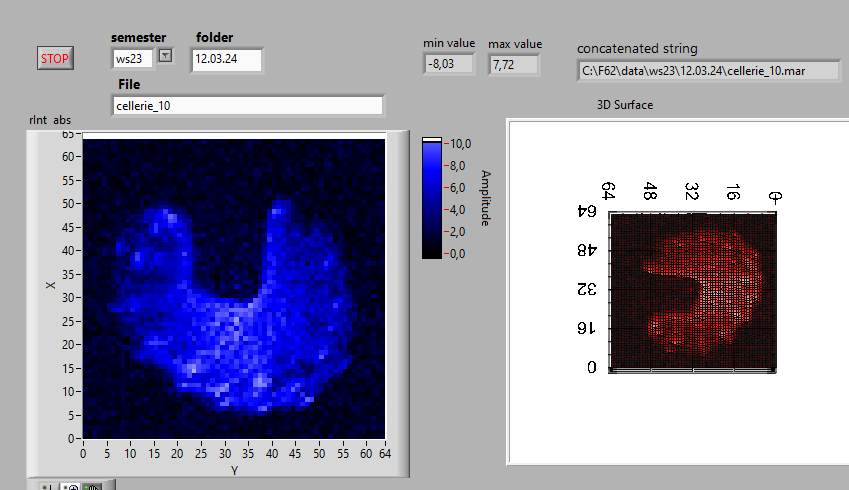 semester
folder
STOP
ws23
12.03.24
File
cellerie_10
min value
max value
-8,03
7,72
concatenated string
C:\F62\data\ws23\12.03.24\cellerie_10.mar
rInt abs
3D Surface
65
60
55
50
45
40
35
30
25
20
15
10
5
0
X
0 5 10 15 20 25 30 35 40 45 50 55 60 64
Y
10,0
8,0
6,0
4,0
2,0
0,0
Amplitude
64 48 32 16 0
64
48
32
16
0